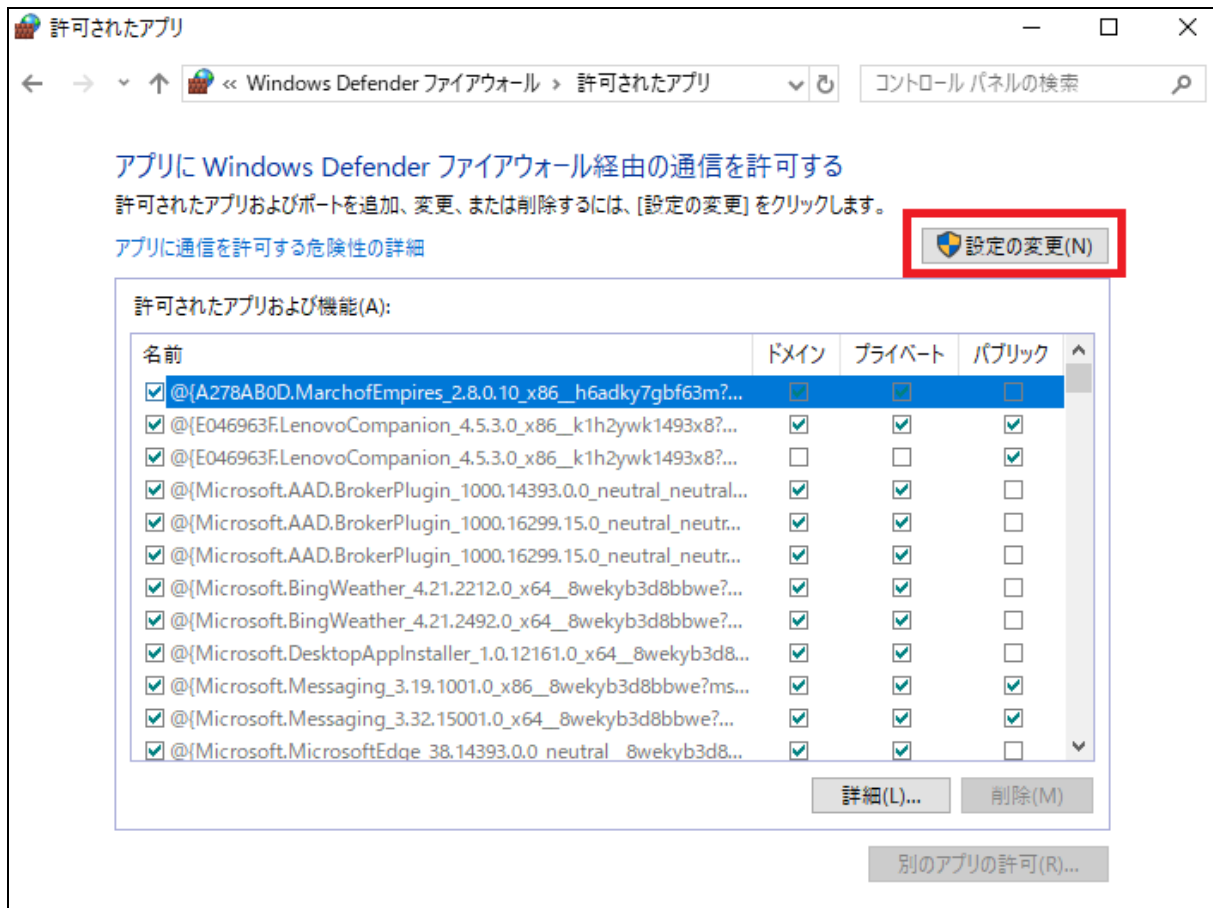 許可されたアプリ
« Windows Defender ファイアウォール › 許可されたアプリ
コントロール パネルの検索
アプリに Windows Defender ファイアウォール経由の通信を許可する
許可されたアプリおよびポートを追加、変更、または削除するには、[設定の変更] をクリックします。
アプリに通信を許可する危険性の詳細
設定の変更(N)
許可されたアプリおよび機能(A):
名前 ドメイン プライベート パブリック
@{A278AB0D.MarchofEmpires_2.8.0.10_x86__h6adky7gbf63m?...
@{E046963F.LenovoCompanion_4.5.3.0_x86__k1h2ywk1493x8?...
@{E046963F.LenovoCompanion_4.5.3.0_x86__k1h2ywk1493x8?...
@{Microsoft.AAD.BrokerPlugin_1000.14393.0.0_neutral_neutral...
@{Microsoft.AAD.BrokerPlugin_1000.16299.15.0_neutral_neutr...
@{Microsoft.AAD.BrokerPlugin_1000.16299.15.0_neutral_neutr...
@{Microsoft.BingWeather_4.21.2212.0_x64__8wekyb3d8bbwe?...
@{Microsoft.BingWeather_4.21.2492.0_x64__8wekyb3d8bbwe?...
@{Microsoft.DesktopAppInstaller_1.0.12161.0_x64__8wekyb3d8...
@{Microsoft.Messaging_3.19.1001.0_x86__8wekyb3d8bbwe?ms...
@{Microsoft.Messaging_3.32.15001.0_x64__8wekyb3d8bbwe?...
@{Microsoft.MicrosoftEdge_38.14393.0.0_neutral__8wekyb3d8...
詳細(L)... 削除(M)
別のアプリの許可(R)...